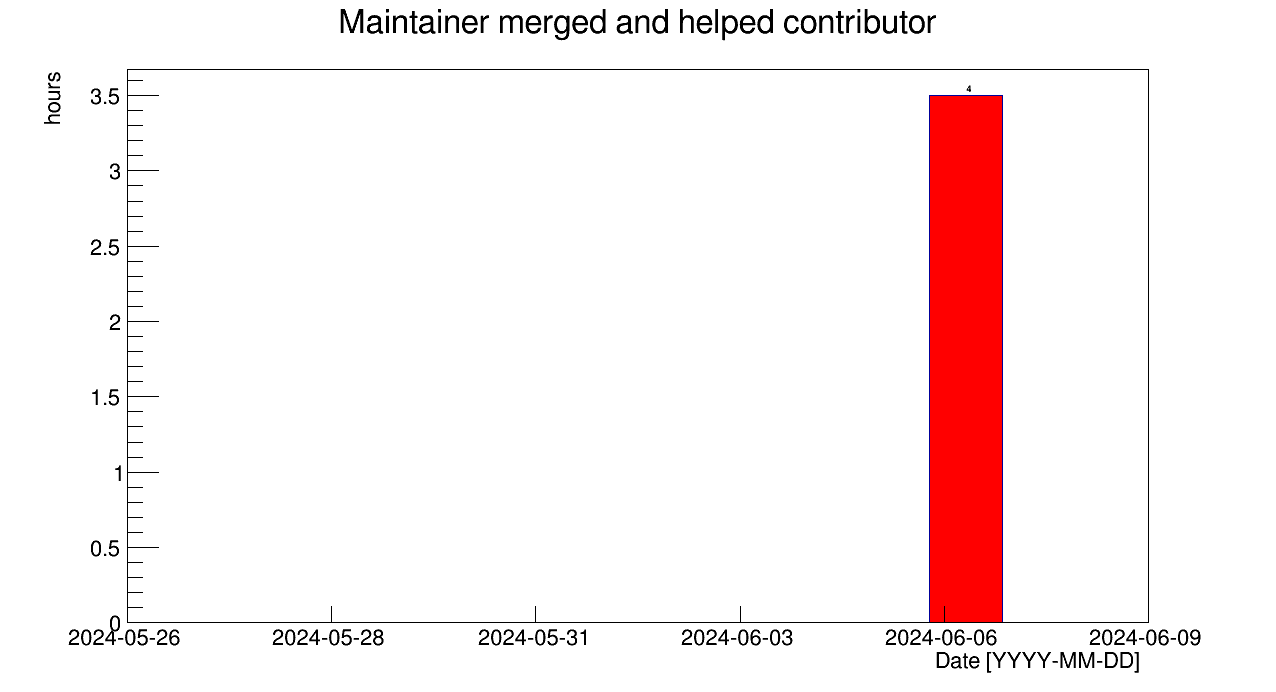 Maintainer merged and helped contributor
hours
4
3.5
3
2.5
2
1.5
1
0.5
0
2024-05-26 2024-05-28 2024-05-31 2024-06-03 2024-06-06 2024-06-09
Date [YYYY-MM-DD]